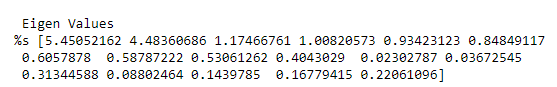 Eigen Values
%s [5.45052162 4.48360686 1.17466761 1.00820573 0.93423123 0.84849117
0.6057878 0.58787222 0.53061262 0.4043029 0.02302787 0.03672545
0.31344588 0.08802464 0.1439785 0.16779415 0.22061096]